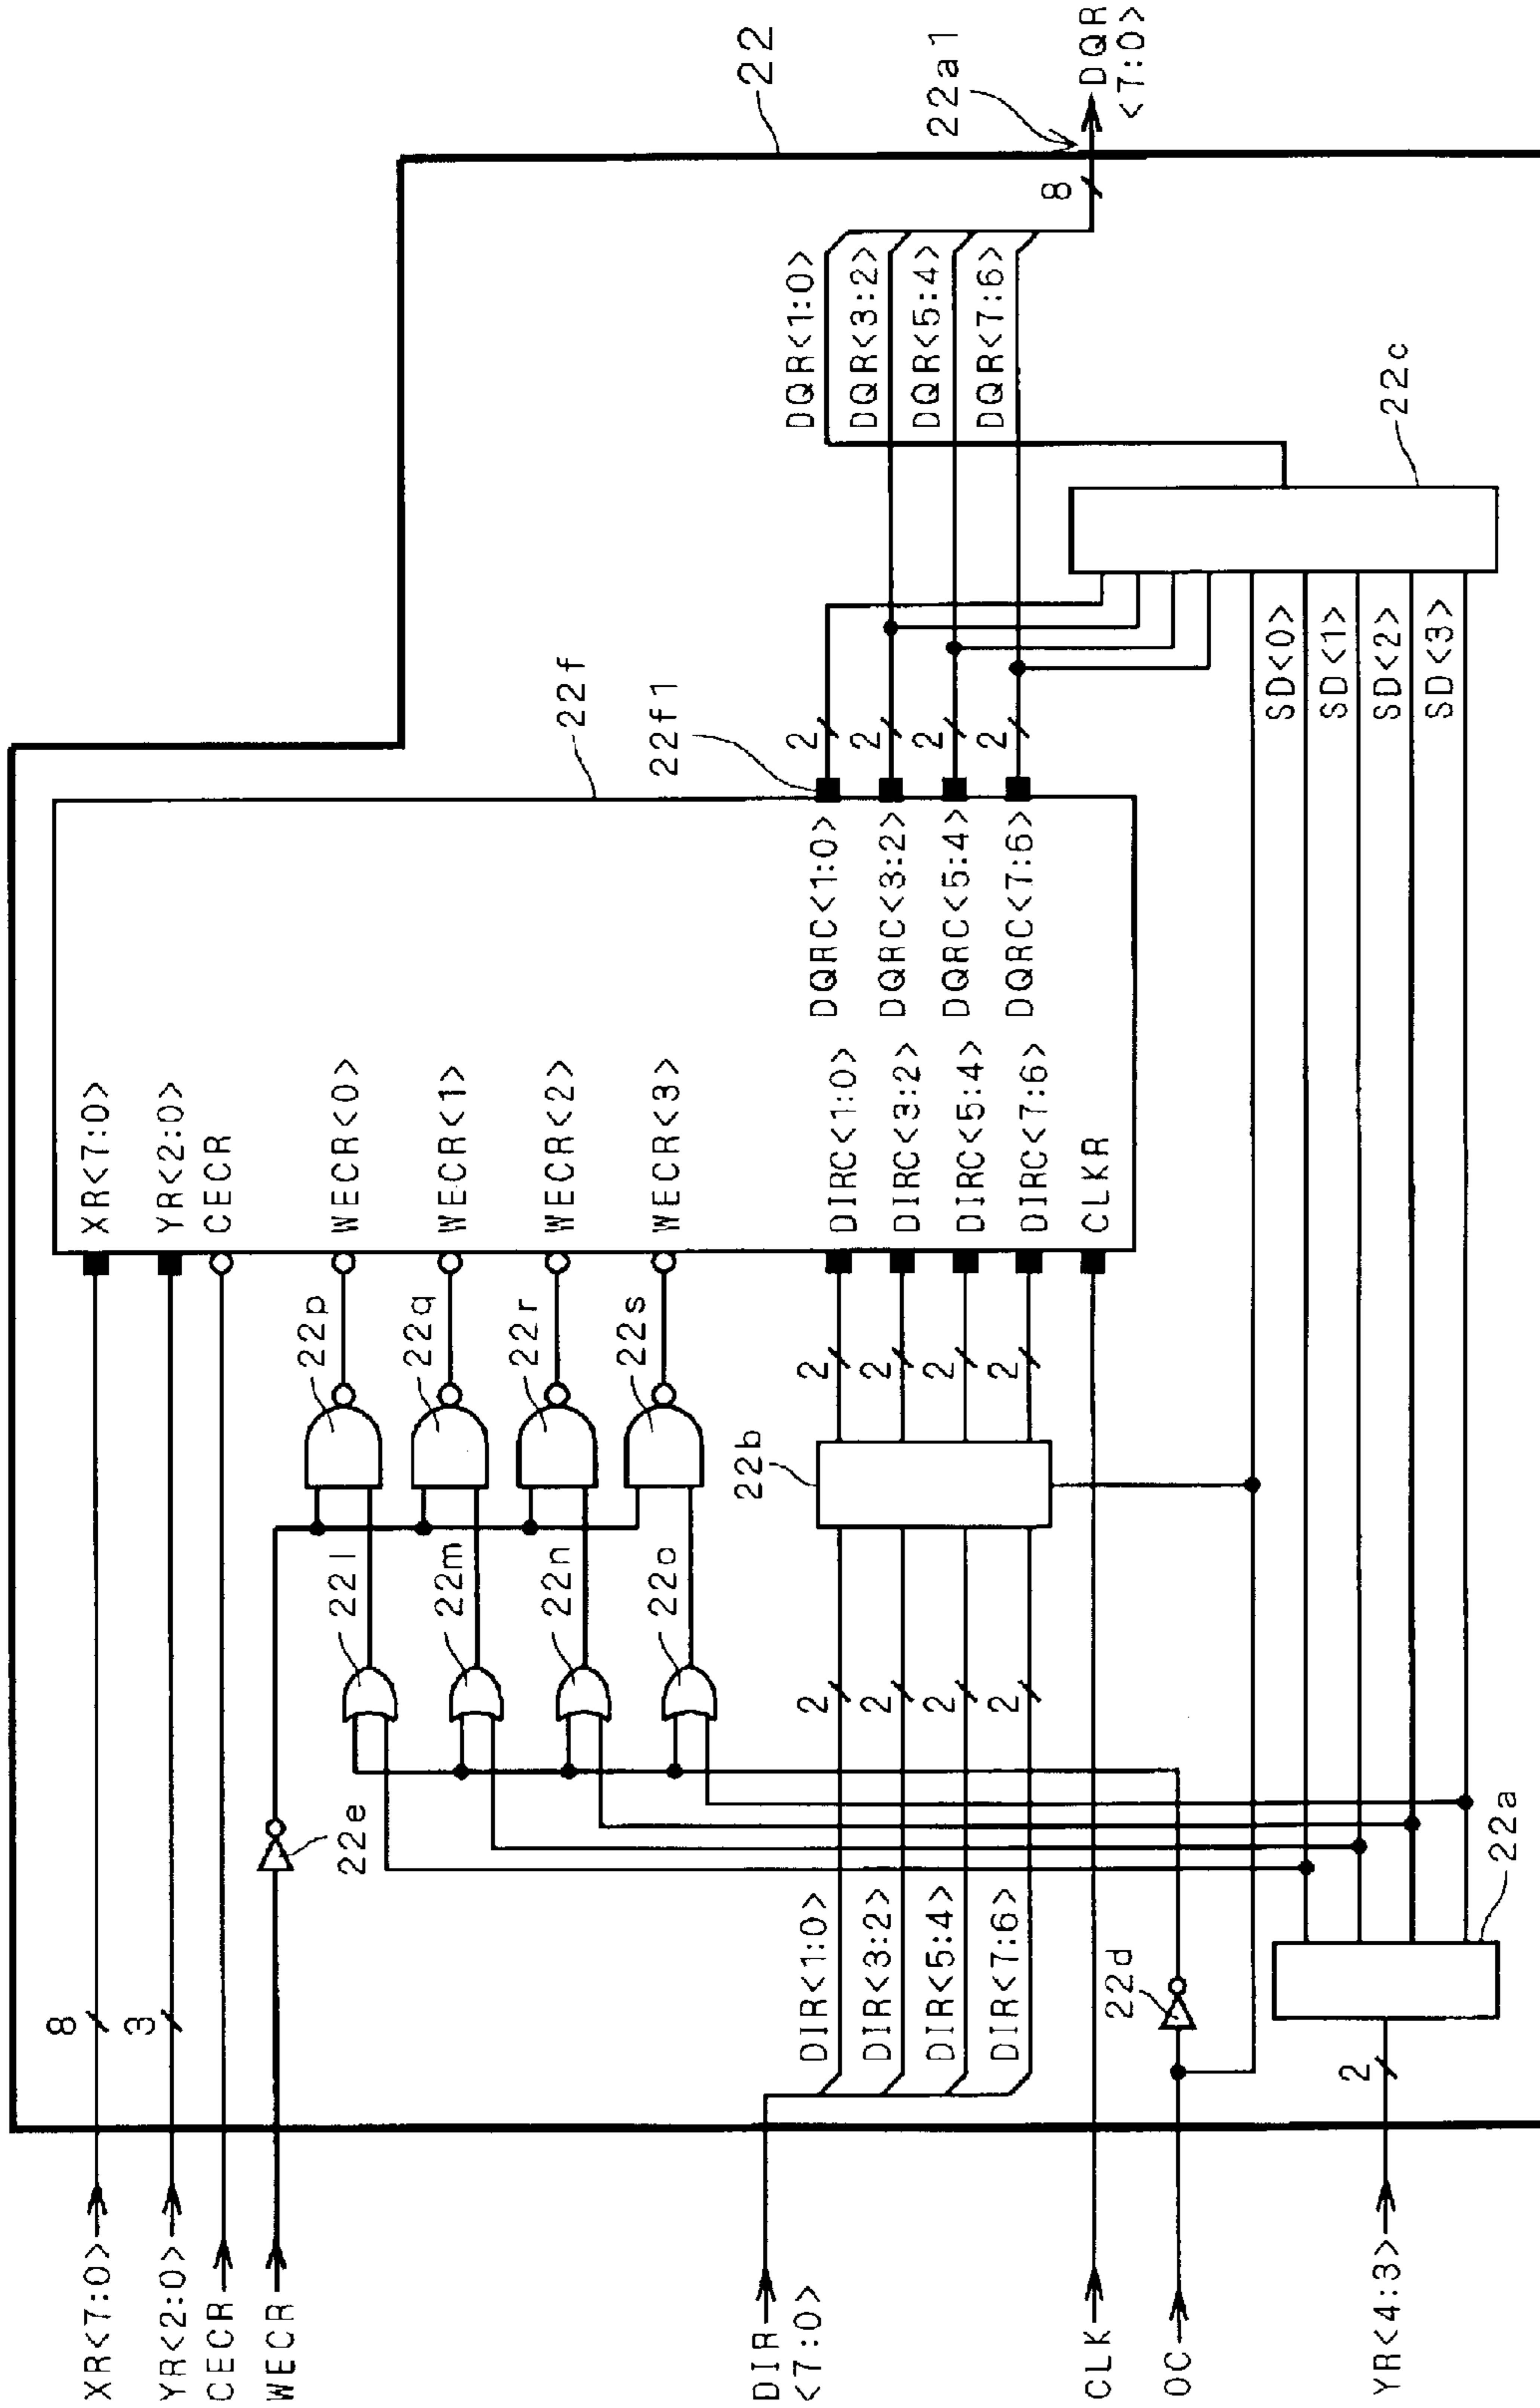 XR<7:0>
YR<2:0>
CECR
WECR
DIR
<7:0>
CLK
OC
YR<4:3>
8
3
22e
DIR<1:0>
DIR<3:2>
DIR<5:4>
DIR<7:6>
22d
2
22a
22l
22m
22n
22o
2
2
2
2
22p
22q
22r
22s
22b
2
2
2
2
XR<7:0>
YR<2:0>
CECR
WECR<0>
WECR<1>
WECR<2>
WECR<3>
DIRC<1:0>
DIRC<3:2>
DIRC<5:4>
DIRC<7:6>
CLKR
DQRC<1:0>
DQRC<3:2>
DQRC<5:4>
DQRC<7:6>
22f
22f1
2
2
2
2
SD<0>
SD<1>
SD<2>
SD<3>
22c
DQR<1:0>
DQR<3:2>
DQR<5:4>
DQR<7:6>
8
22
22a1
DQR
<7:0>